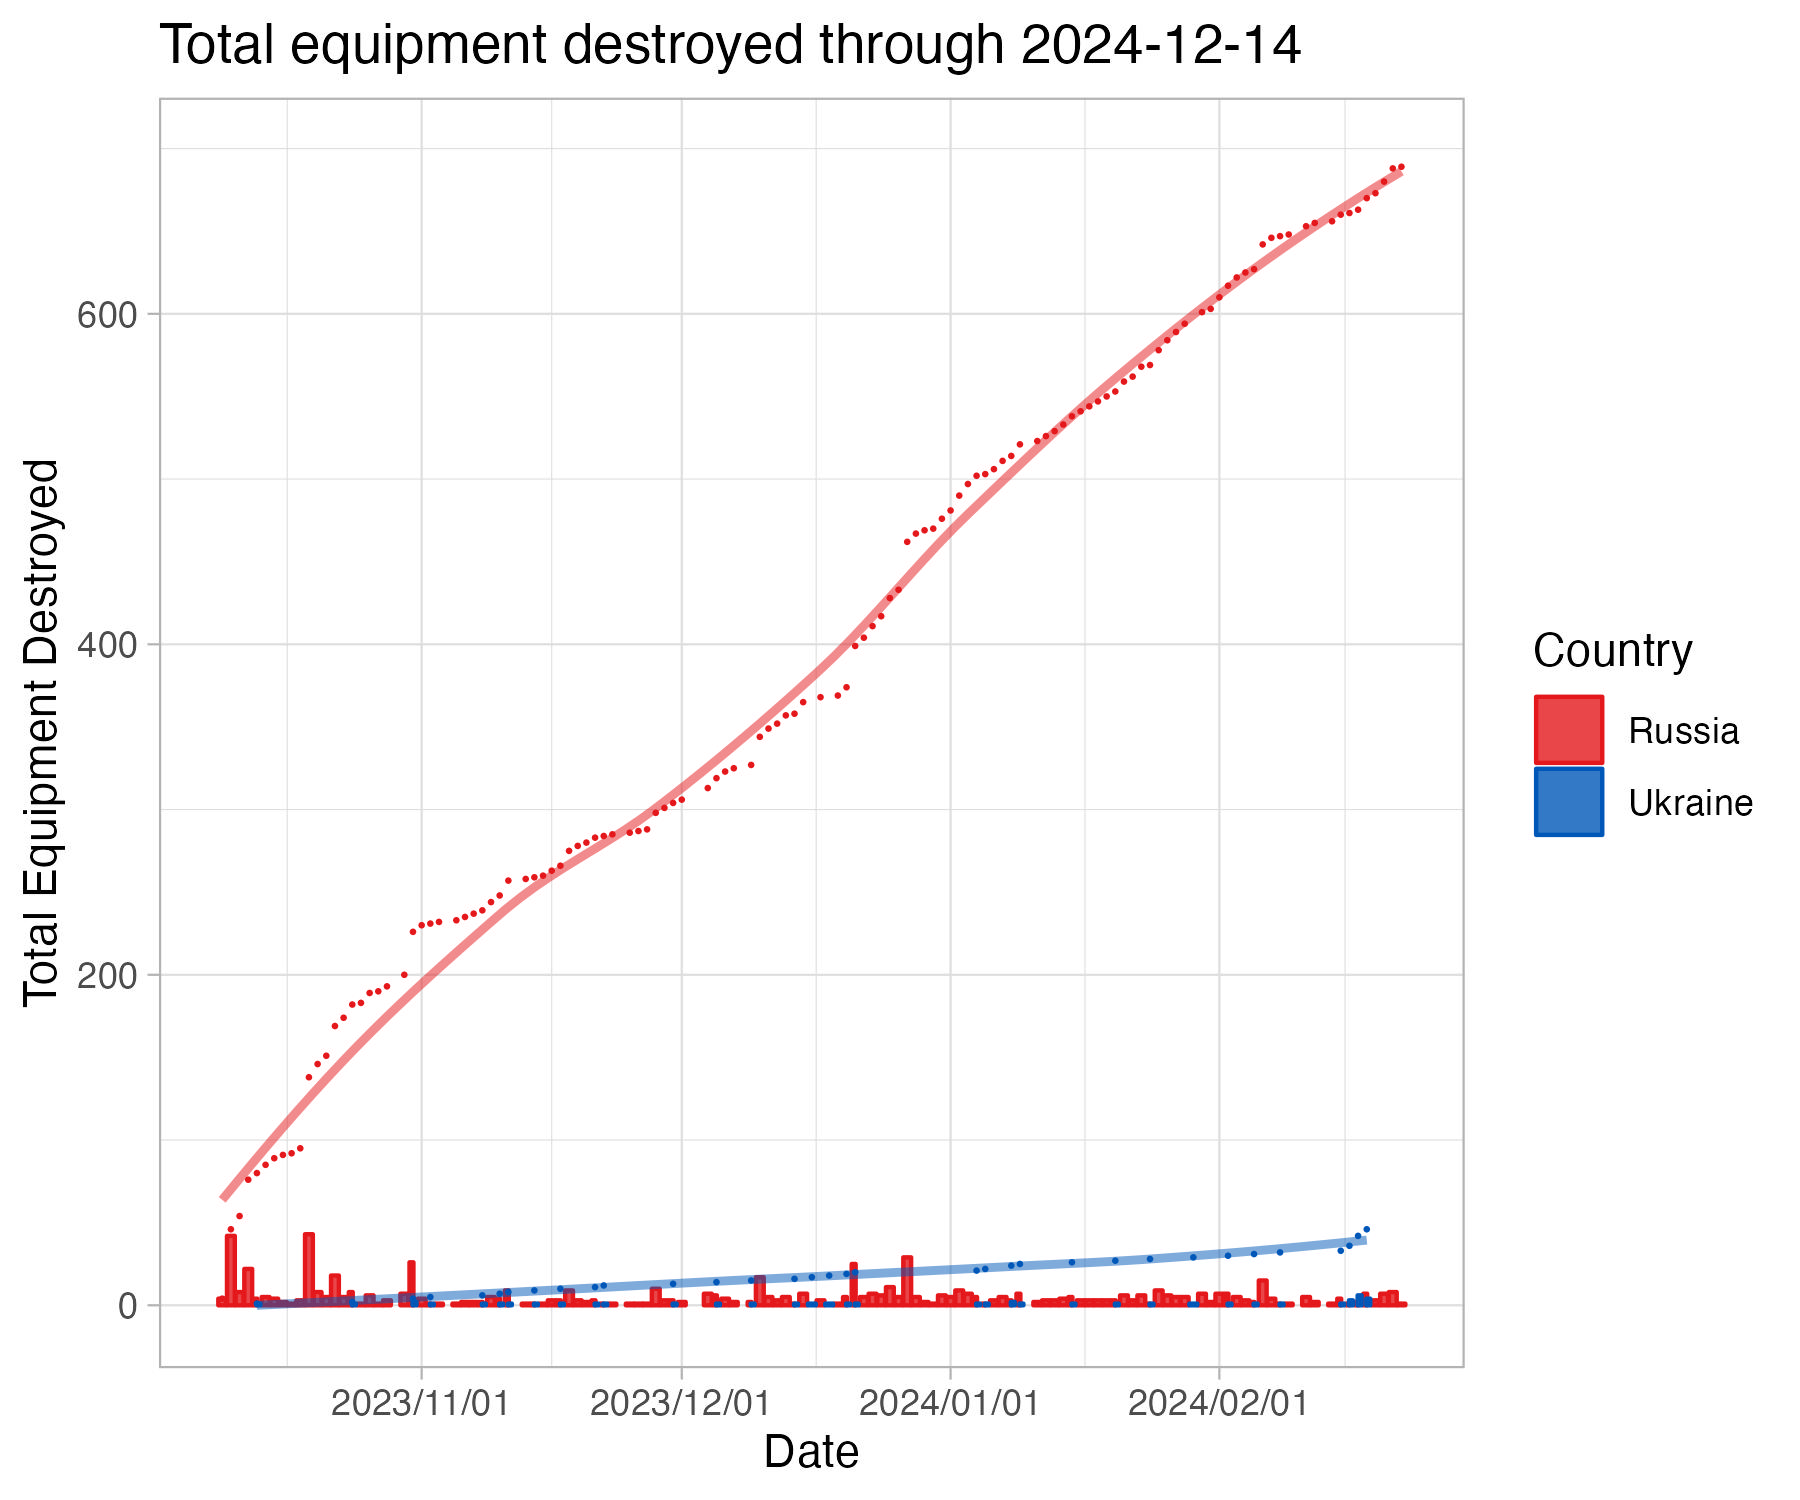 Total equipment destroyed through 2024-12-14
Total Equipment Destroyed
600
400
200
0
2023/11/01 2023/12/01 2024/01/01 2024/02/01
Date
Country
Russia
Ukraine